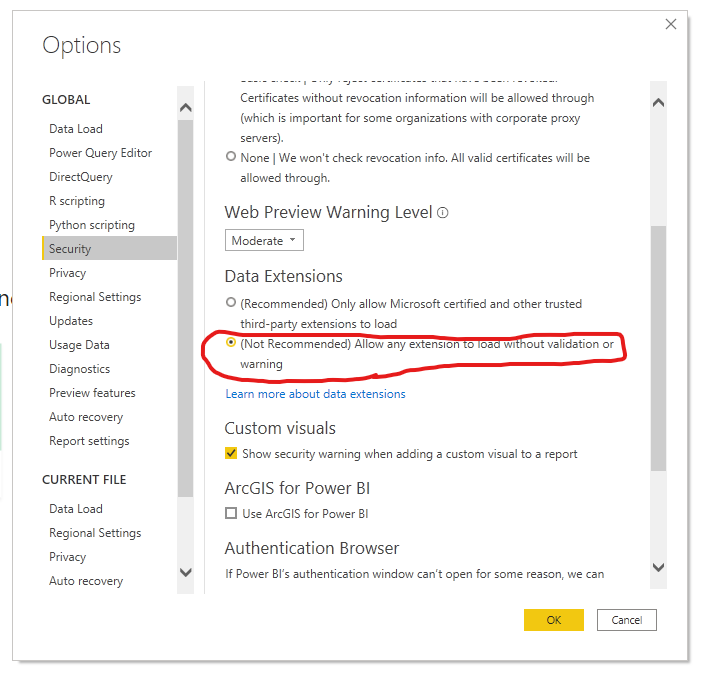 Options
GLOBAL
Data Load
Power Query Editor
DirectQuery
R scripting
Python scripting
Security
Privacy
Regional Settings
Updates
Usage Data
Diagnostics
Preview features
Auto recovery
Report settings
CURRENT FILE
Data Load
Regional Settings
Privacy
Auto recovery
Certificates without revocation information will be allowed through
(which is important for some organizations with corporate proxy
servers).
None | We won't check revocation info. All valid certificates will be
allowed through.
Web Preview Warning Level
Moderate
Data Extensions
(Recommended) Only allow Microsoft certified and other trusted
third-party extensions to load
(Not Recommended) Allow any extension to load without validation or
warning
Learn more about data extensions
Custom visuals
Show security warning when adding a custom visual to a report
ArcGIS for Power BI
Use ArcGIS for Power BI
Authentication Browser
If Power BI's authentication window can't open for some reason, we can
OK
Cancel